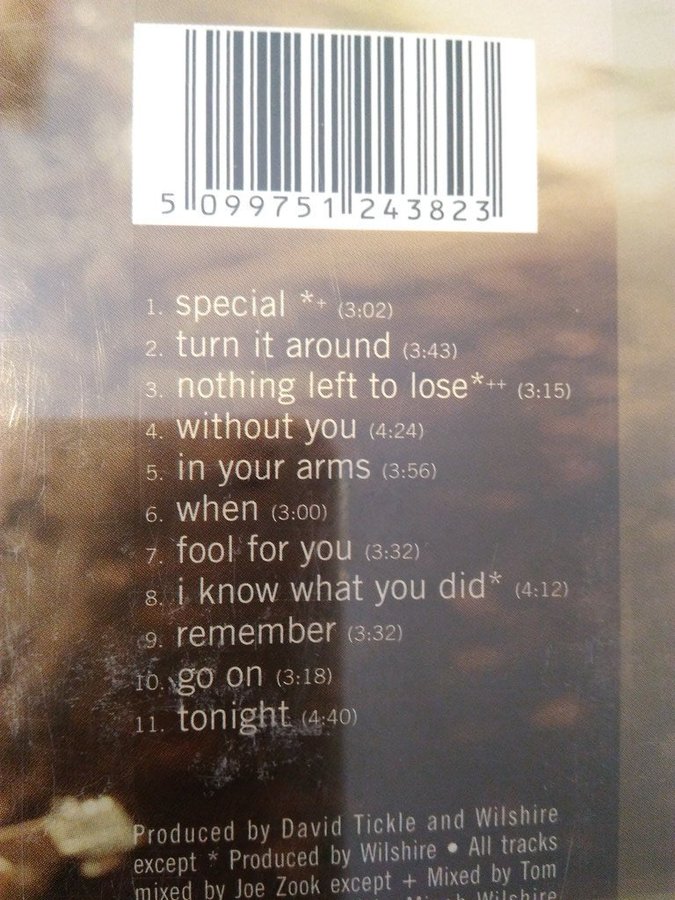 5 099751 243823
1. special *+ (3:02)
2. turn it around (3:43)
3. nothing left to lose*++ (3:15)
4. without you (4:24)
5. in your arms (3:56)
6. when (3:00)
7. fool for you (3:32)
8. i know what you did* (4:12)
9. remember (3:32)
10. go on (3:18)
11. tonight (4:40)
Produced by David Tickle and Wilshire
except * Produced by Wilshire • All tracks
mixed by Joe Zook except + Mixed by Tom
Wilshire